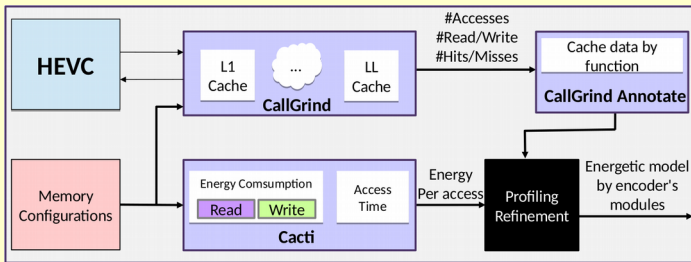 HEVC
L1
Cache
...
LL
Cache
CallGrind
#Accesses
#Read/Write
#Hits/Misses
Cache data by
function
CallGrind Annotate
Memory
Configurations
Energy Comsumption
Read
Write
Access
Time
Cacti
Energy
Per access
Profiling
Refinement
Energetic model
by encoder's
modules